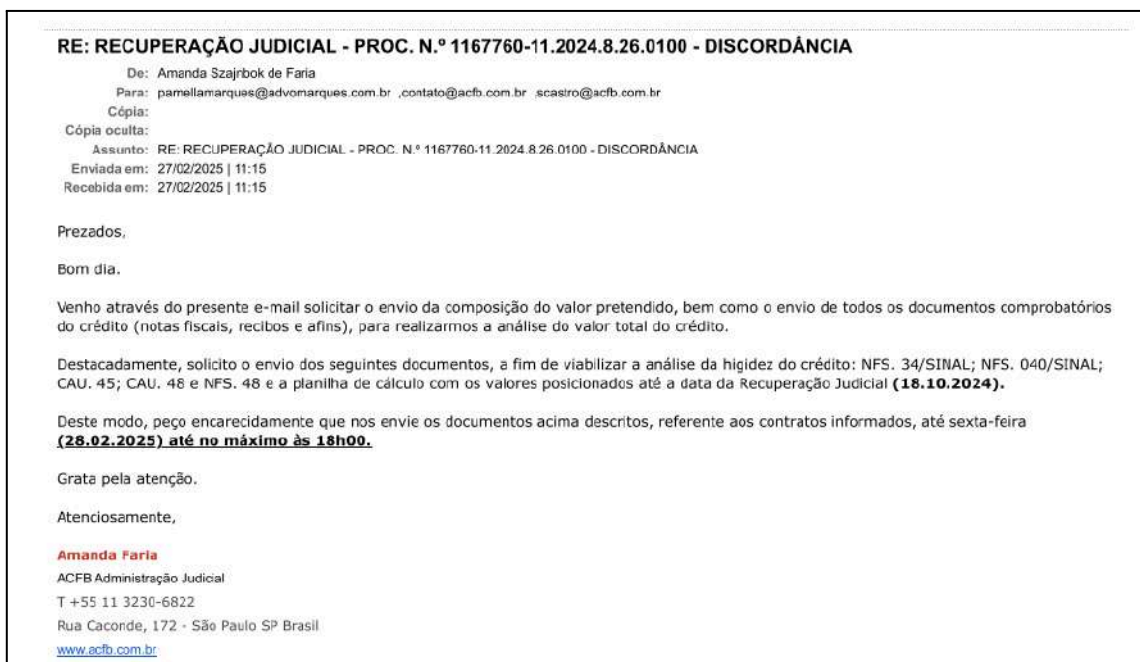 RE: RECUPERAÇÃO JUDICIAL - PROC. N.º 1167760-11.2024.8.26.0100 - DISCORDÂNCIA
De: Amanda Szajnbok de Faria
Para: pamellamarques@advomarques.com.br ,contato@acfb.com.br ,scastro@acfb.com.br
Cópia:
Cópia oculta:
Assunto: RE: RECUPERAÇÃO JUDICIAL - PROC. N.º 1167760-11.2024.8.26.0100 - DISCORDÂNCIA
Enviada em: 27/02/2025 | 11:15
Recebida em: 27/02/2025 | 11:15
Prezados,
Bom dia.
Venho através do presente e-mail solicitar o envio da composição do valor pretendido, bem como o envio de todos os documentos comprobatórios
do crédito (notas fiscais, recibos e afins), para realizarmos a análise do valor total do crédito.
Destacadamente, solicito o envio dos seguintes documentos, a fim de viabilizar a análise da higidez do crédito: NFS. 34/SINAL; NFS. 040/SINAL;
CAU. 45; CAU. 48 e NFS. 48 e a planilha de cálculo com os valores posicionados até a data da Recuperação Judicial (18.10.2024).
Deste modo, peço encarecidamente que nos envie os documentos acima descritos, referente aos contratos informados, até sexta-feira
(28.02.2025) até no máximo às 18h00.
Grata pela atenção.
Atenciosamente,
Amanda Faria
ACFB Administração Judicial
T +55 11 3230-6822
Rua Caconde, 172 - São Paulo SP Brasil
www.acfb.com.br